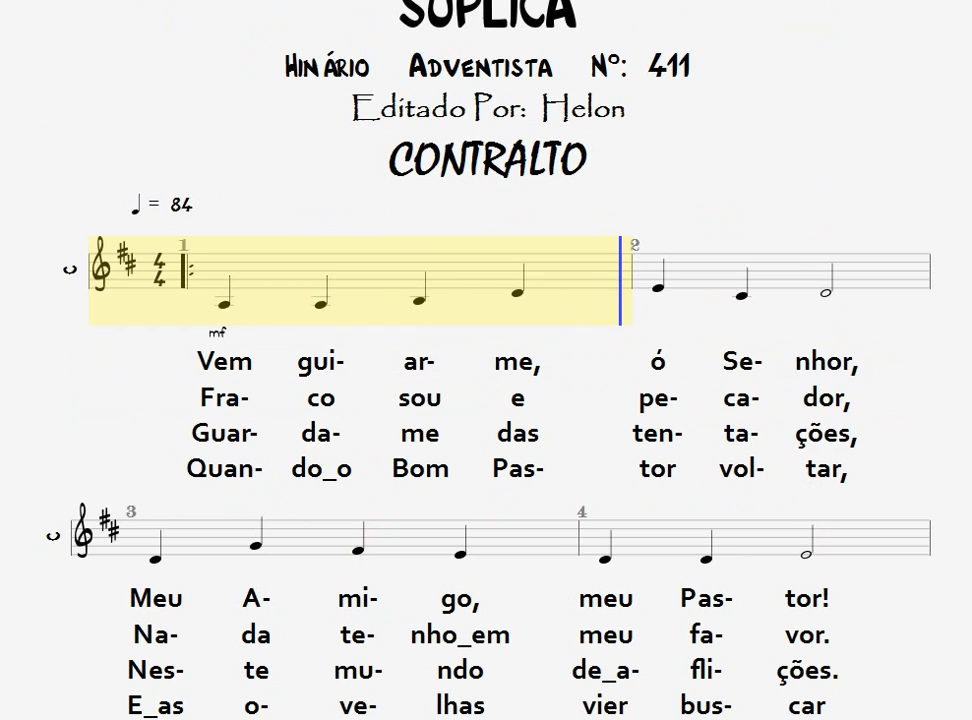 SÚPLICA
Hinário Adventista Nº: 411
Editado Por: Helon
CONTRALTO
♩ = 84
1 2
C
4
4
mf
Vem gui- ar- me, ó Se- nhor,
Fra- co sou e pe- ca- dor,
Guar- da- me das ten- ta- ções,
Quan- do_o Bom Pas- tor vol- tar,
3 4
C
Meu A- mi- go, meu Pas- tor!
Na- da te- nho_em meu fa- vor.
Nes- te mu- ndo de_a- fli- ções.
E_as o- ve- lhas vier bus- car